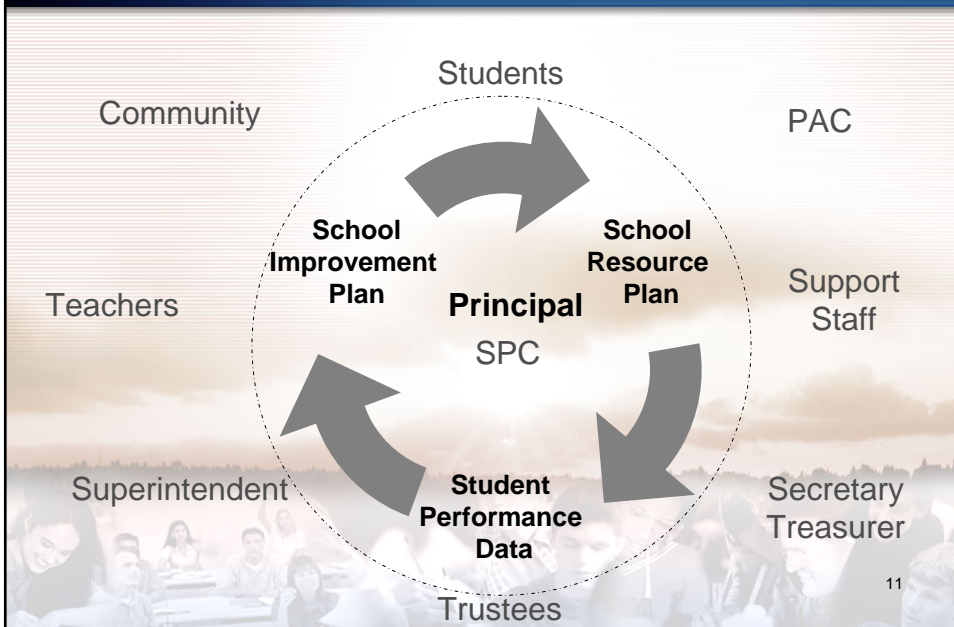 Students
Community
PAC
School
Improvement
Plan
School
Resource
Plan
Teachers
Principal
SPC
Support
Staff
Superintendent
Student
Performance
Data
Secretary
Treasurer
11
Trustees